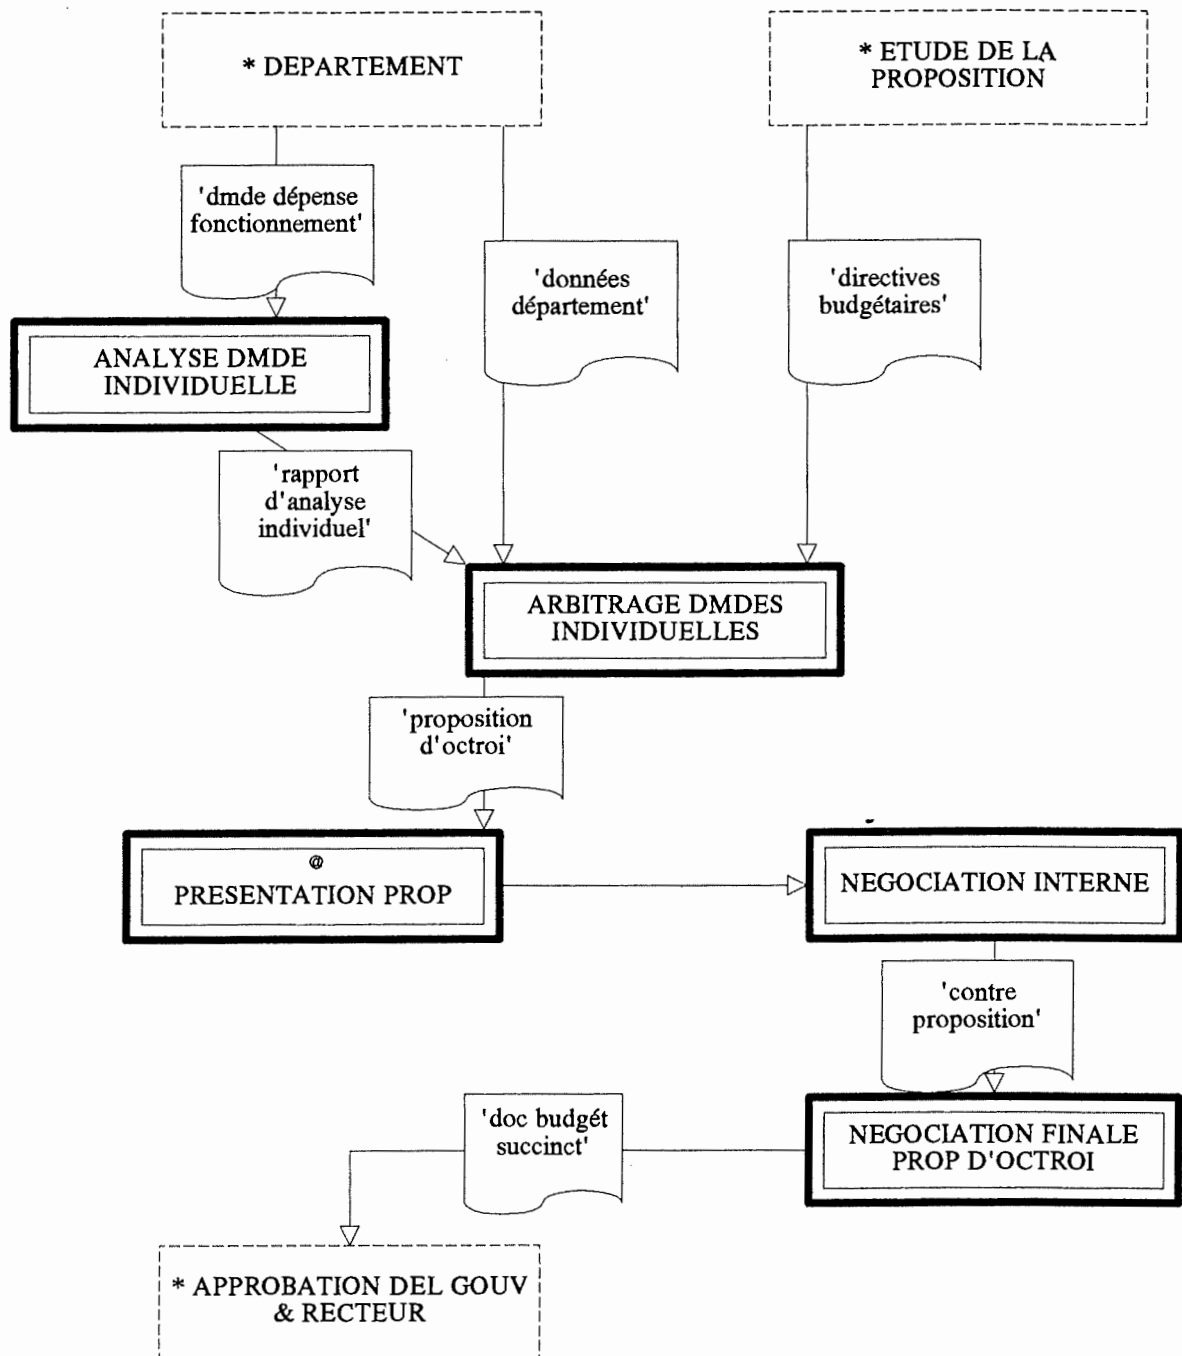 * DEPARTEMENT
* ETUDE DE LA
PROPOSITION
'dmde dépense
fonctionnement'
'données
département'
'directives
budgétaires'
ANALYSE DMDE
INDIVIDUELLE
'rapport
d'analyse
individuel'
ARBITRAGE DMDES
INDIVIDUELLES
'proposition
d'octroi'
@
PRESENTATION PROP
NEGOCIATION INTERNE
'contre
proposition'
'doc budgét
succinct'
NEGOCIATION FINALE
PROP D'OCTROI
* APPROBATION DEL GOUV
& RECTEUR